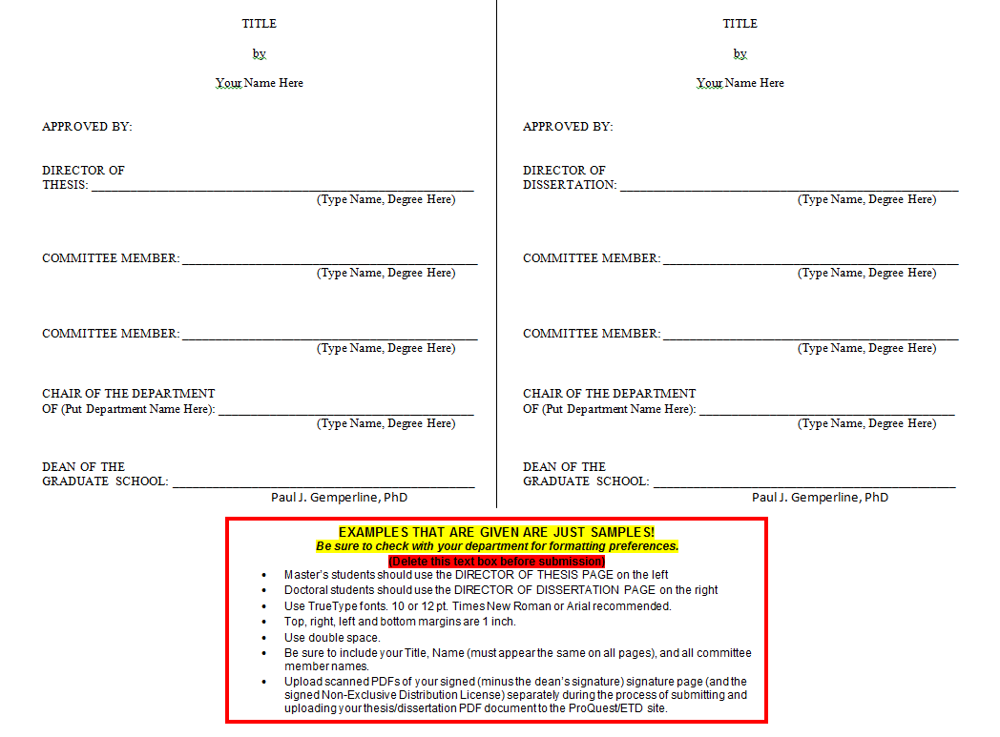 TITLE
by
Your Name Here
APPROVED BY:
DIRECTOR OF
THESIS: ____________________________________________________________
(Type Name, Degree Here)
COMMITTEE MEMBER: ______________________________________________
(Type Name, Degree Here)
COMMITTEE MEMBER: ______________________________________________
(Type Name, Degree Here)
CHAIR OF THE DEPARTMENT
OF (Put Department Name Here): ________________________________________
(Type Name, Degree Here)
DEAN OF THE
GRADUATE SCHOOL: _______________________________________________
Paul J. Gemperline, PhD
TITLE
by
Your Name Here
APPROVED BY:
DIRECTOR OF
DISSERTATION: _____________________________________________________
(Type Name, Degree Here)
COMMITTEE MEMBER: ______________________________________________
(Type Name, Degree Here)
COMMITTEE MEMBER: ______________________________________________
(Type Name, Degree Here)
CHAIR OF THE DEPARTMENT
OF (Put Department Name Here): ________________________________________
(Type Name, Degree Here)
DEAN OF THE
GRADUATE SCHOOL: _______________________________________________
Paul J. Gemperline, PhD
EXAMPLES THAT ARE GIVEN ARE JUST SAMPLES!
Be sure to check with your department for formatting preferences.
(Delete this text box before submission)
• Master's students should use the DIRECTOR OF THESIS PAGE on the left
• Doctoral students should use the DIRECTOR OF DISSERTATION PAGE on the right
• Use TrueType fonts. 10 or 12 pt. Times New Roman or Arial recommended.
• Top, right, left and bottom margins are 1 inch.
• Use double space.
• Be sure to include your Title, Name (must appear the same on all pages), and all committee
member names.
• Upload scanned PDFs of your signed (minus the dean's signature) signature page (and the
signed Non-Exclusive Distribution License) separately during the process of submitting and
uploading your thesis/dissertation PDF document to the ProQuest/ETD site.